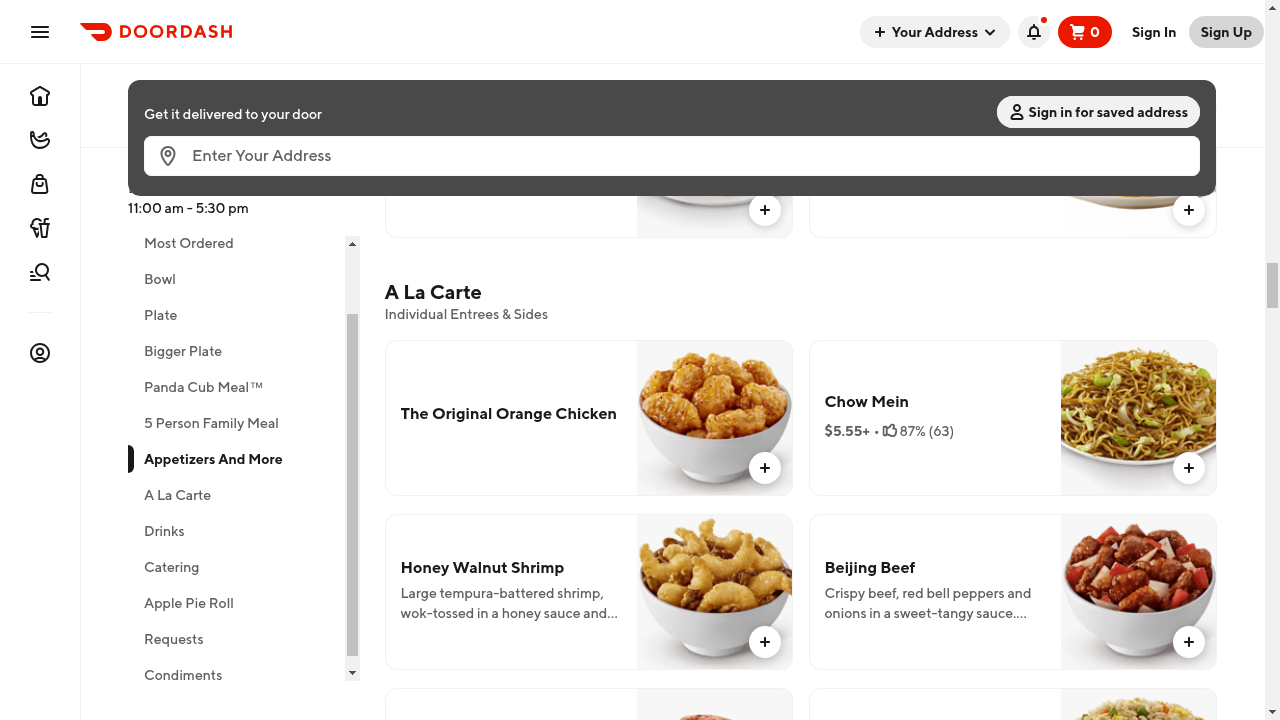 DOORDASH
Your Address
0
Sign In
Sign Up
Get it delivered to your door
Sign in for saved address
Enter Your Address
11:00 am - 5:30 pm
Most Ordered
Bowl
Plate
Bigger Plate
Panda Cub Meal™
5 Person Family Meal
Appetizers And More
A La Carte
Drinks
Catering
Apple Pie Roll
Requests
Condiments
A La Carte
Individual Entrees & Sides
The Original Orange Chicken
Chow Mein
$5.55+ • 87% (63)
Honey Walnut Shrimp
Large tempura-battered shrimp,
wok-tossed in a honey sauce and...
Beijing Beef
Crispy beef, red bell peppers and
onions in a sweet-tangy sauce....